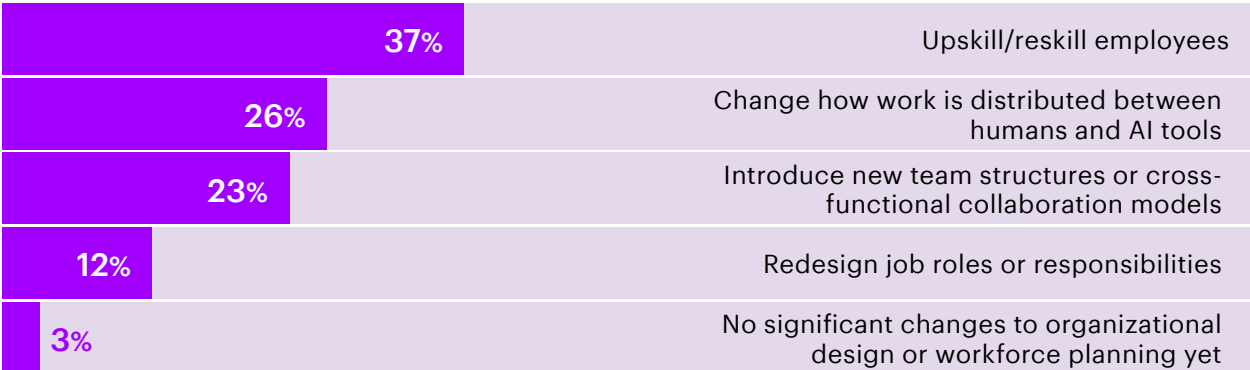 37% Upskill/reskill employees
26% Change how work is distributed between
humans and AI tools
23% Introduce new team structures or cross-
functional collaboration models
12% Redesign job roles or responsibilities
3% No significant changes to organizational
design or workforce planning yet